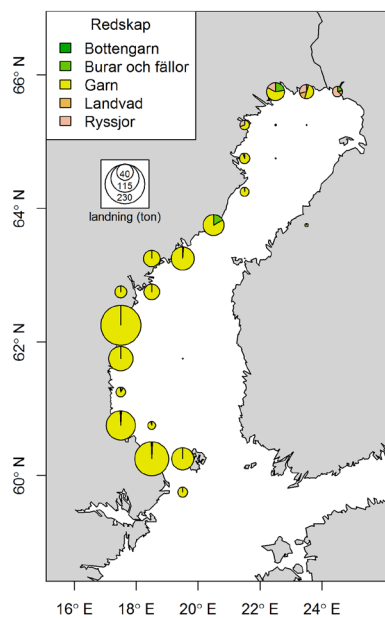 Redskap
Bottengarn
Burar och fällor
Garn
Landvad
Ryssjor
40
115
230
landning (ton)
66° N
64° N
62° N
60° N
16° E
18° E
20° E
22° E
24° E